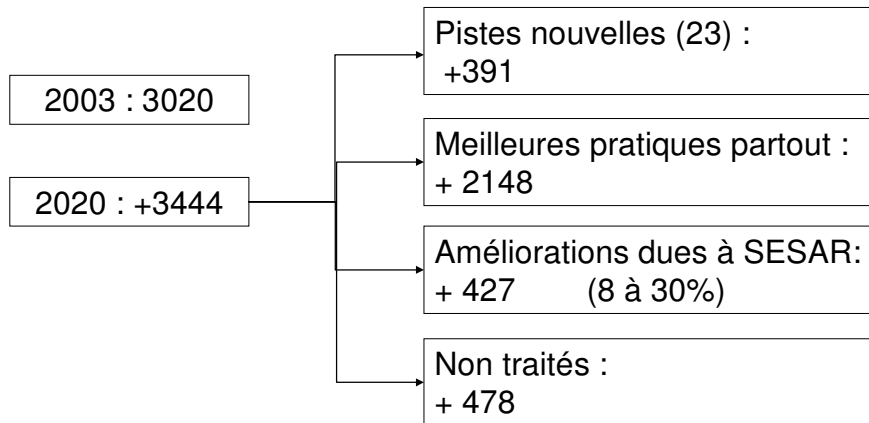 2003 : 3020
2020 : +3444
Pistes nouvelles (23) :
+391
Meilleures pratiques partout :
+ 2148
Améliorations dues à SESAR:
+ 427 (8 à 30%)
Non traités :
+ 478